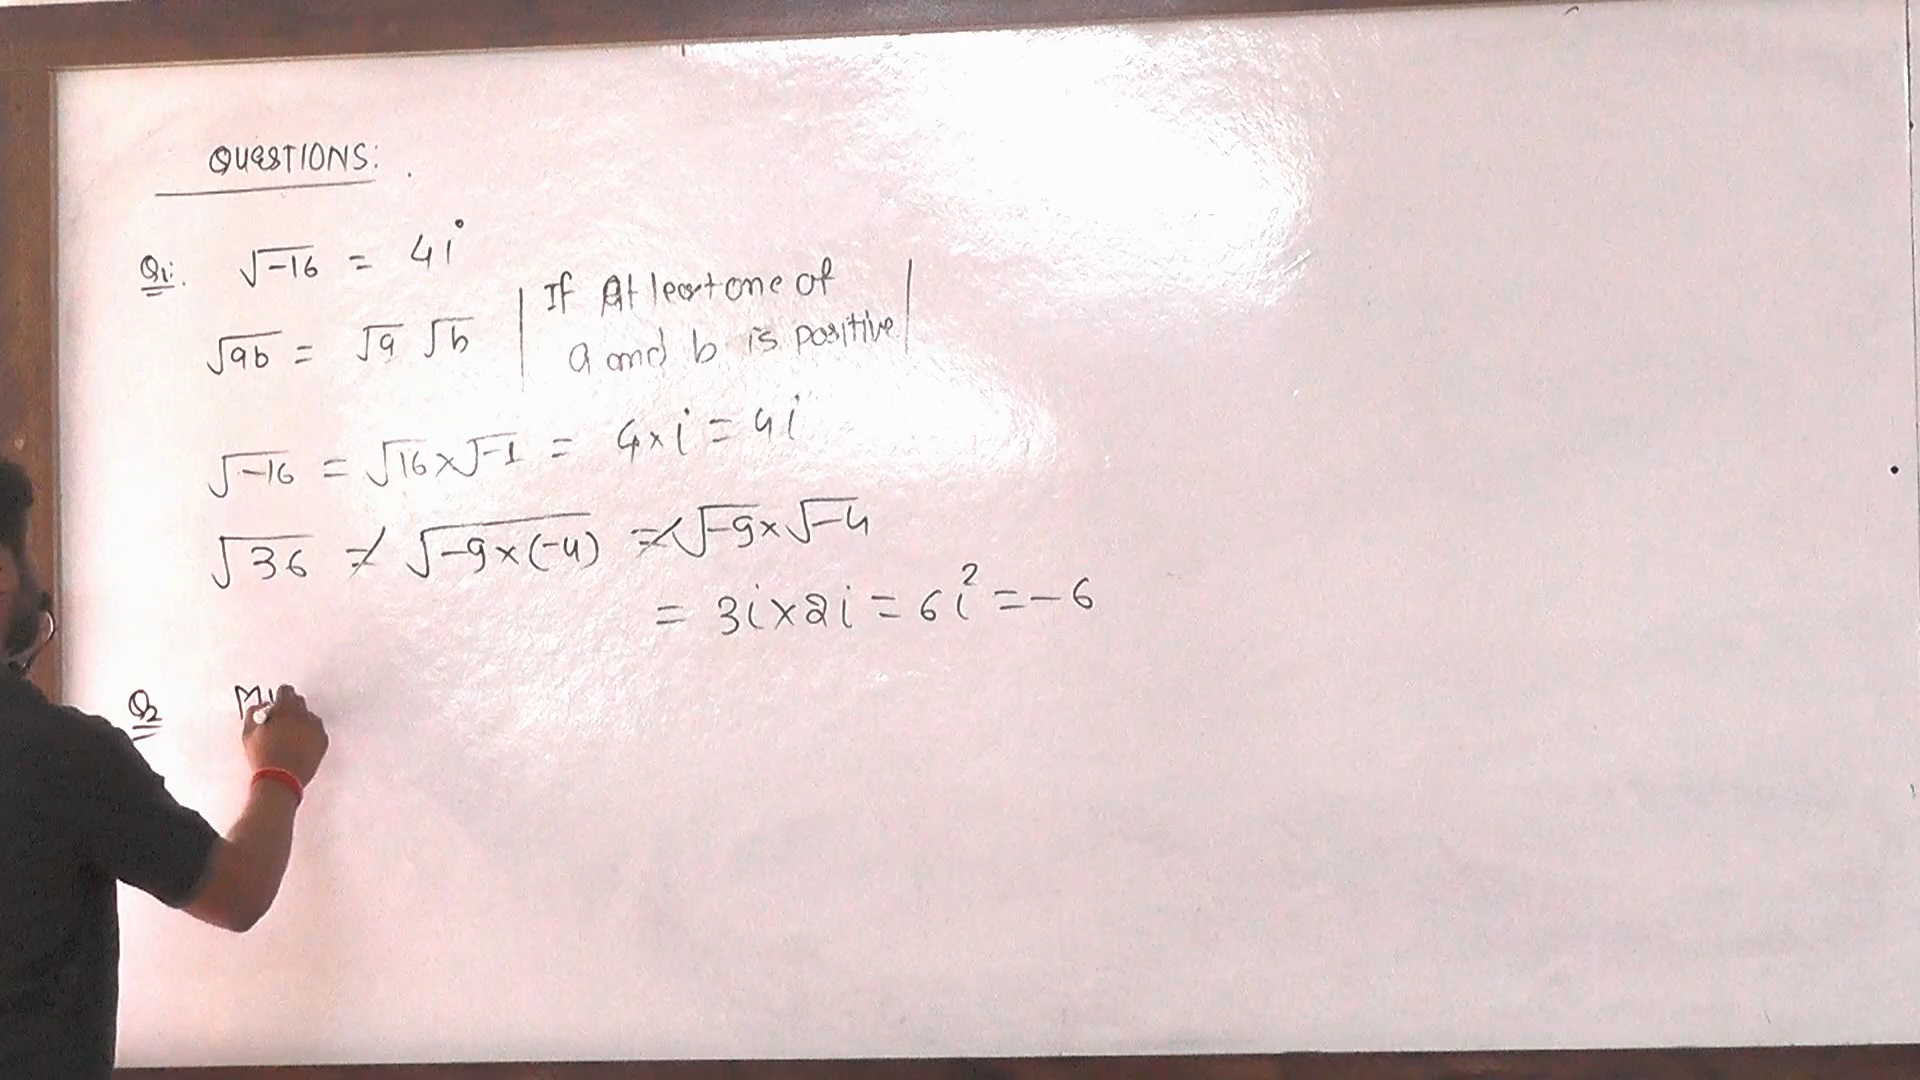 QUESTIONS:
Q1: √-16 = 4i
√ab = √a √b | If At least one of
a and b is positive |
√-16 = √16 × √-1 = 4 × i = 4i
√36 ≠ √-9×(-4) ≠ √-9 × √-4
= 3i × 2i = 6i² = -6
Q2